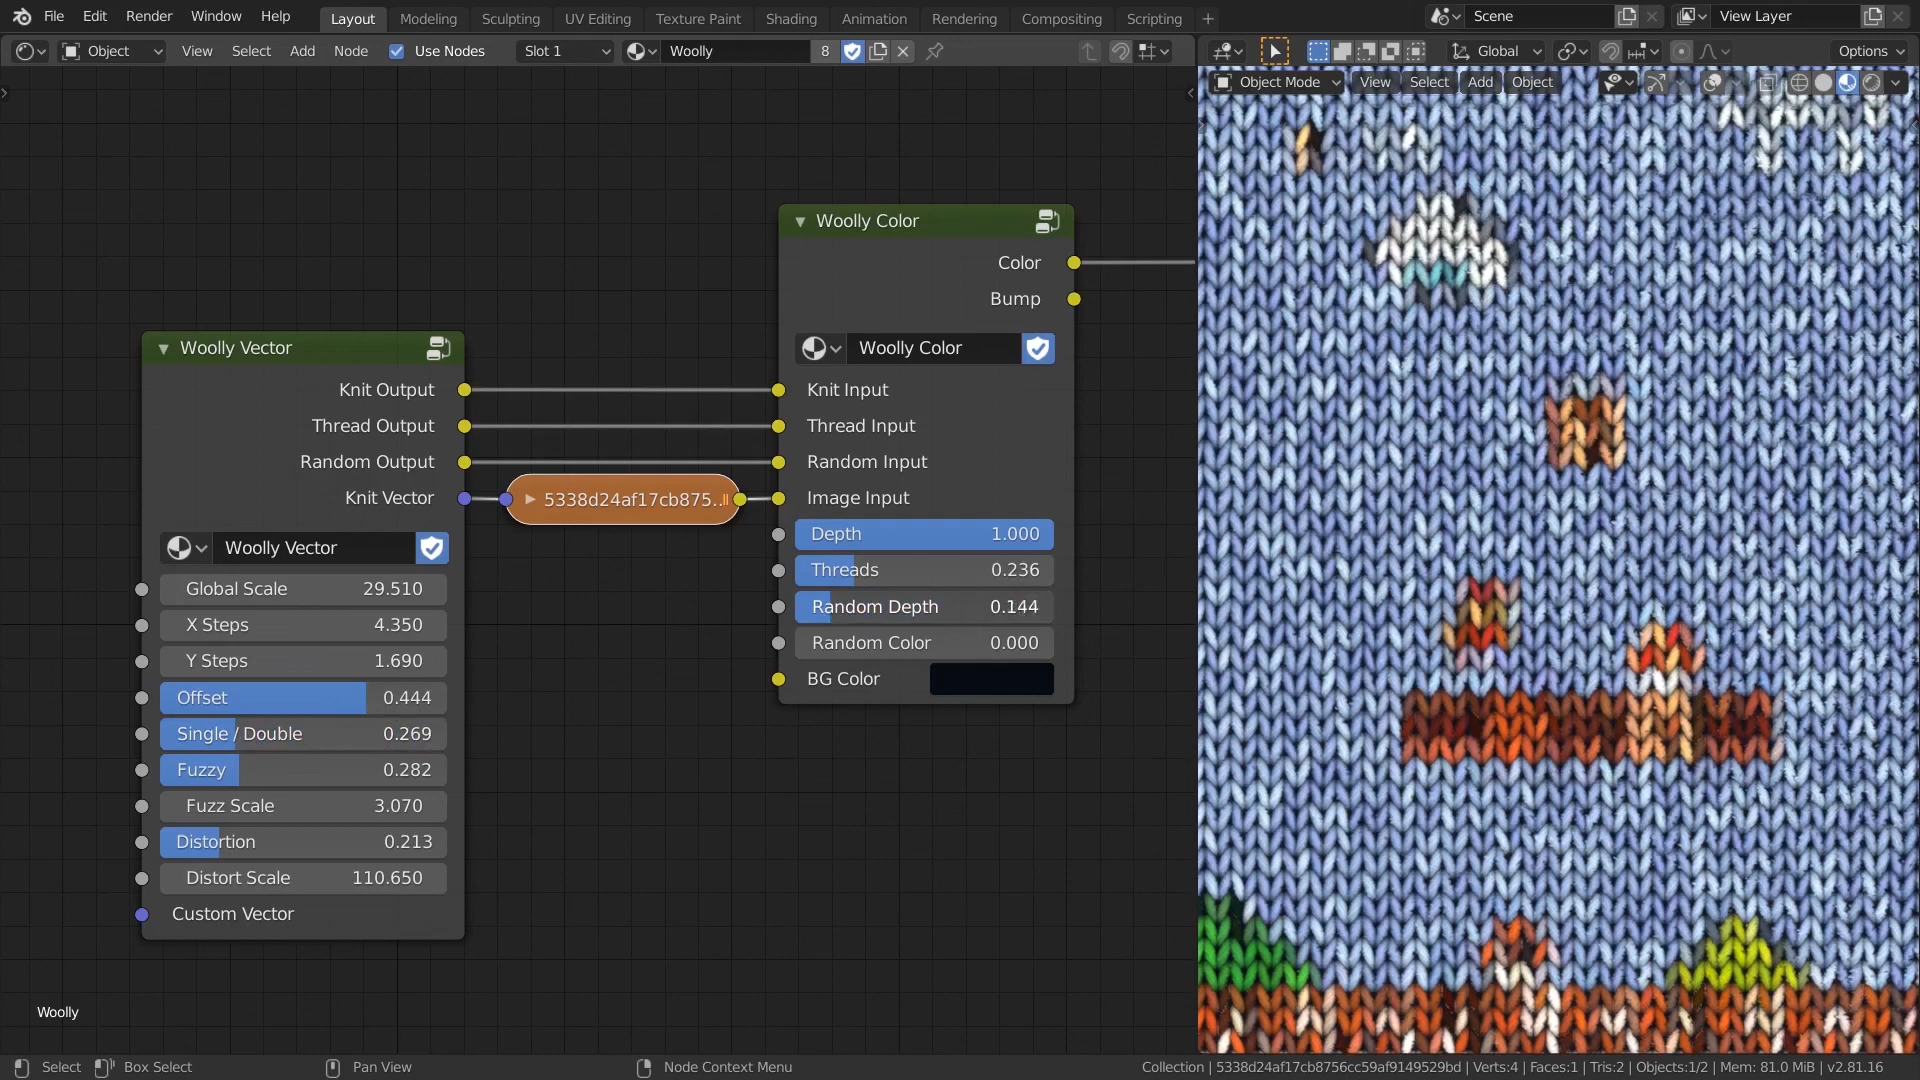 File Edit Render Window Help Layout Modeling Sculpting UV Editing Texture Paint Shading Animation Rendering Compositing Scripting + Scene View Layer
Object View Select Add Node Use Nodes Slot 1 Woolly 8 Global Options
Object Mode View Select Add Object
Woolly Color
Color
Bump
Woolly Color
Knit Input
Thread Input
Random Input
Image Input
Depth 1.000
Threads 0.236
Random Depth 0.144
Random Color 0.000
BG Color
Woolly Vector
Knit Output
Thread Output
Random Output
Knit Vector
5338d24af17cb875..
Woolly Vector
Global Scale 29.510
X Steps 4.350
Y Steps 1.690
Offset 0.444
Single / Double 0.269
Fuzzy 0.282
Fuzz Scale 3.070
Distortion 0.213
Distort Scale 110.650
Custom Vector
Woolly
Select Box Select Pan View Node Context Menu Collection | 5338d24af17cb8756cc59af9149529bd | Verts:4 | Faces:1 | Tris:2 | Objects:1/2 | Mem: 81.0 MiB | v2.81.16